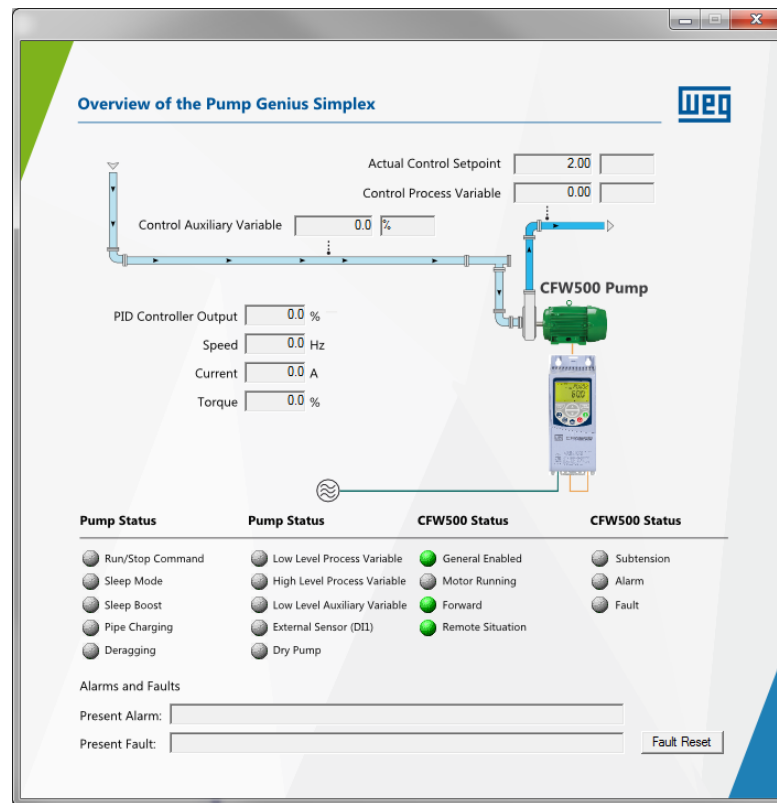 Overview of the Pump Genius Simplex
WEG
Actual Control Setpoint 2.00
Control Process Variable 0.00
Control Auxiliary Variable 0.0 %
CFW500 Pump
PID Controller Output 0.0 %
Speed 0.0 Hz
Current 0.0 A
Torque 0.0 %
Pump Status Pump Status CFW500 Status CFW500 Status
Run/Stop Command Low Level Process Variable General Enabled Subtension
Sleep Mode High Level Process Variable Motor Running Alarm
Sleep Boost Low Level Auxiliary Variable Forward Fault
Pipe Charging External Sensor (DI1) Remote Situation
Deragging Dry Pump
Alarms and Faults
Present Alarm:
Present Fault: Fault Reset